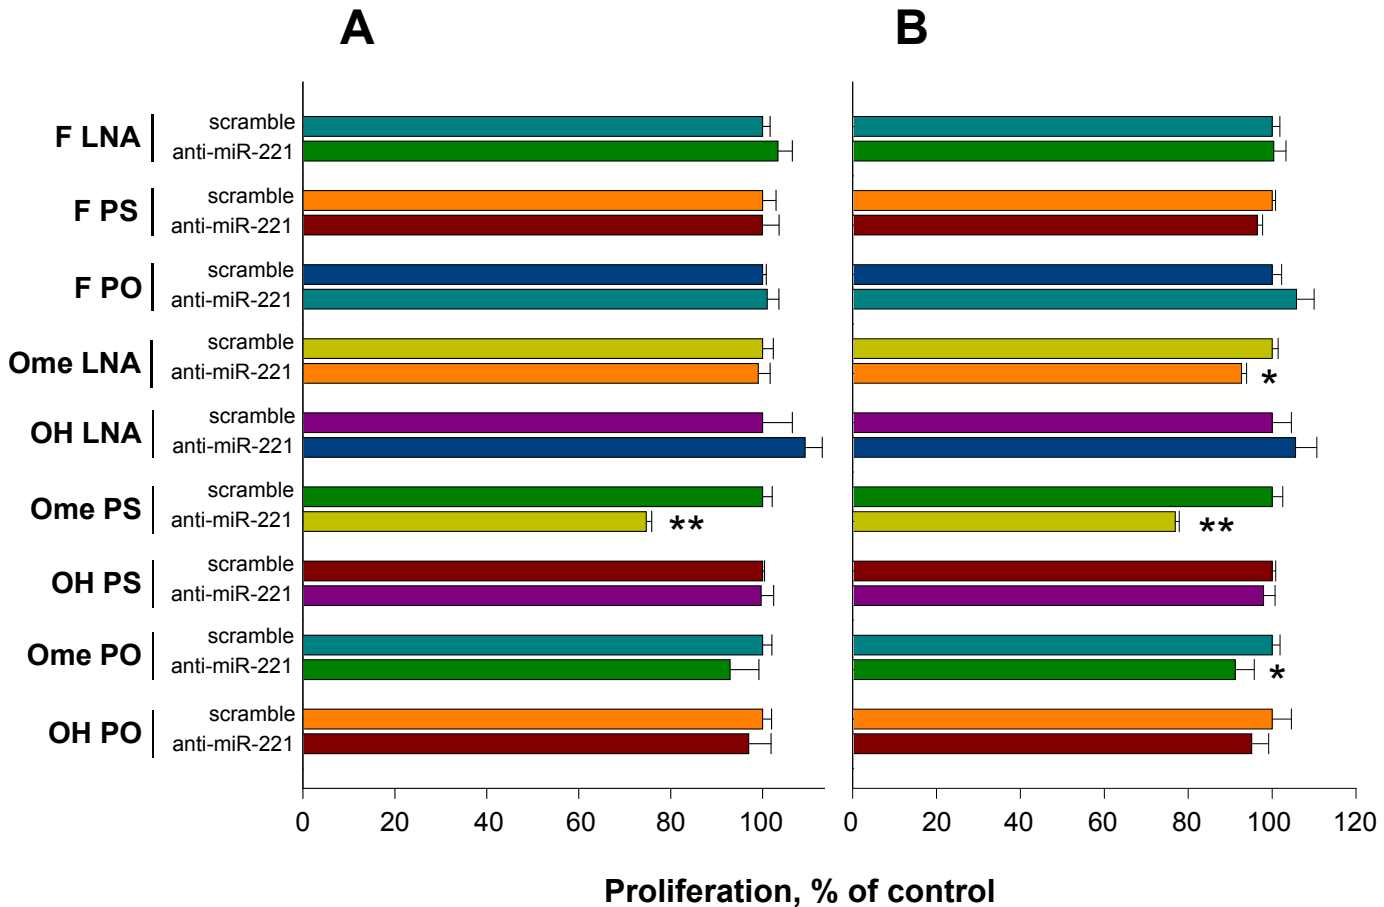 A B
F LNA scramble
anti-miR-221
F PS scramble
anti-miR-221
F PO scramble
anti-miR-221
Ome LNA scramble
anti-miR-221 *
OH LNA scramble
anti-miR-221
Ome PS scramble
anti-miR-221 ** **
OH PS scramble
anti-miR-221
Ome PO scramble
anti-miR-221 *
OH PO scramble
anti-miR-221
0 20 40 60 80 100 0 20 40 60 80 100 120
Proliferation, % of control